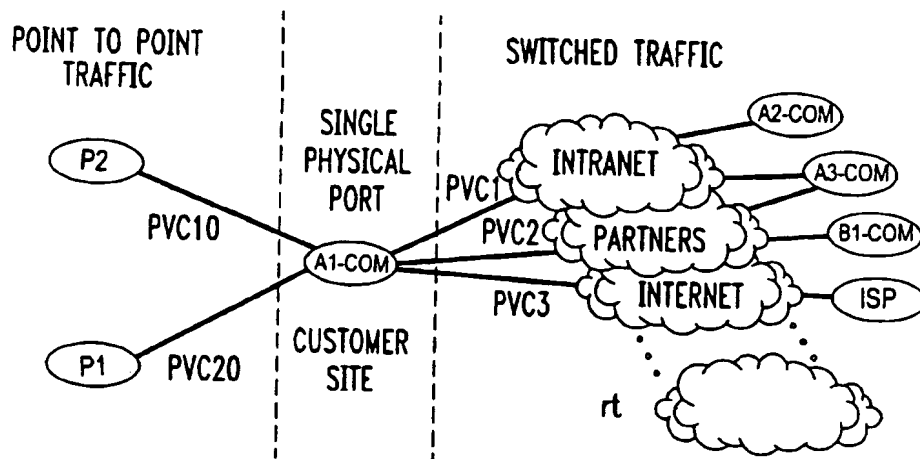 POINT TO POINT
TRAFFIC
SINGLE
PHYSICAL
PORT
SWITCHED TRAFFIC
P2
PVC10
A1-COM
P1
PVC20
CUSTOMER
SITE
PVC1
PVC2
PVC3
INTRANET
PARTNERS
INTERNET
A2-COM
A3-COM
B1-COM
ISP
rt